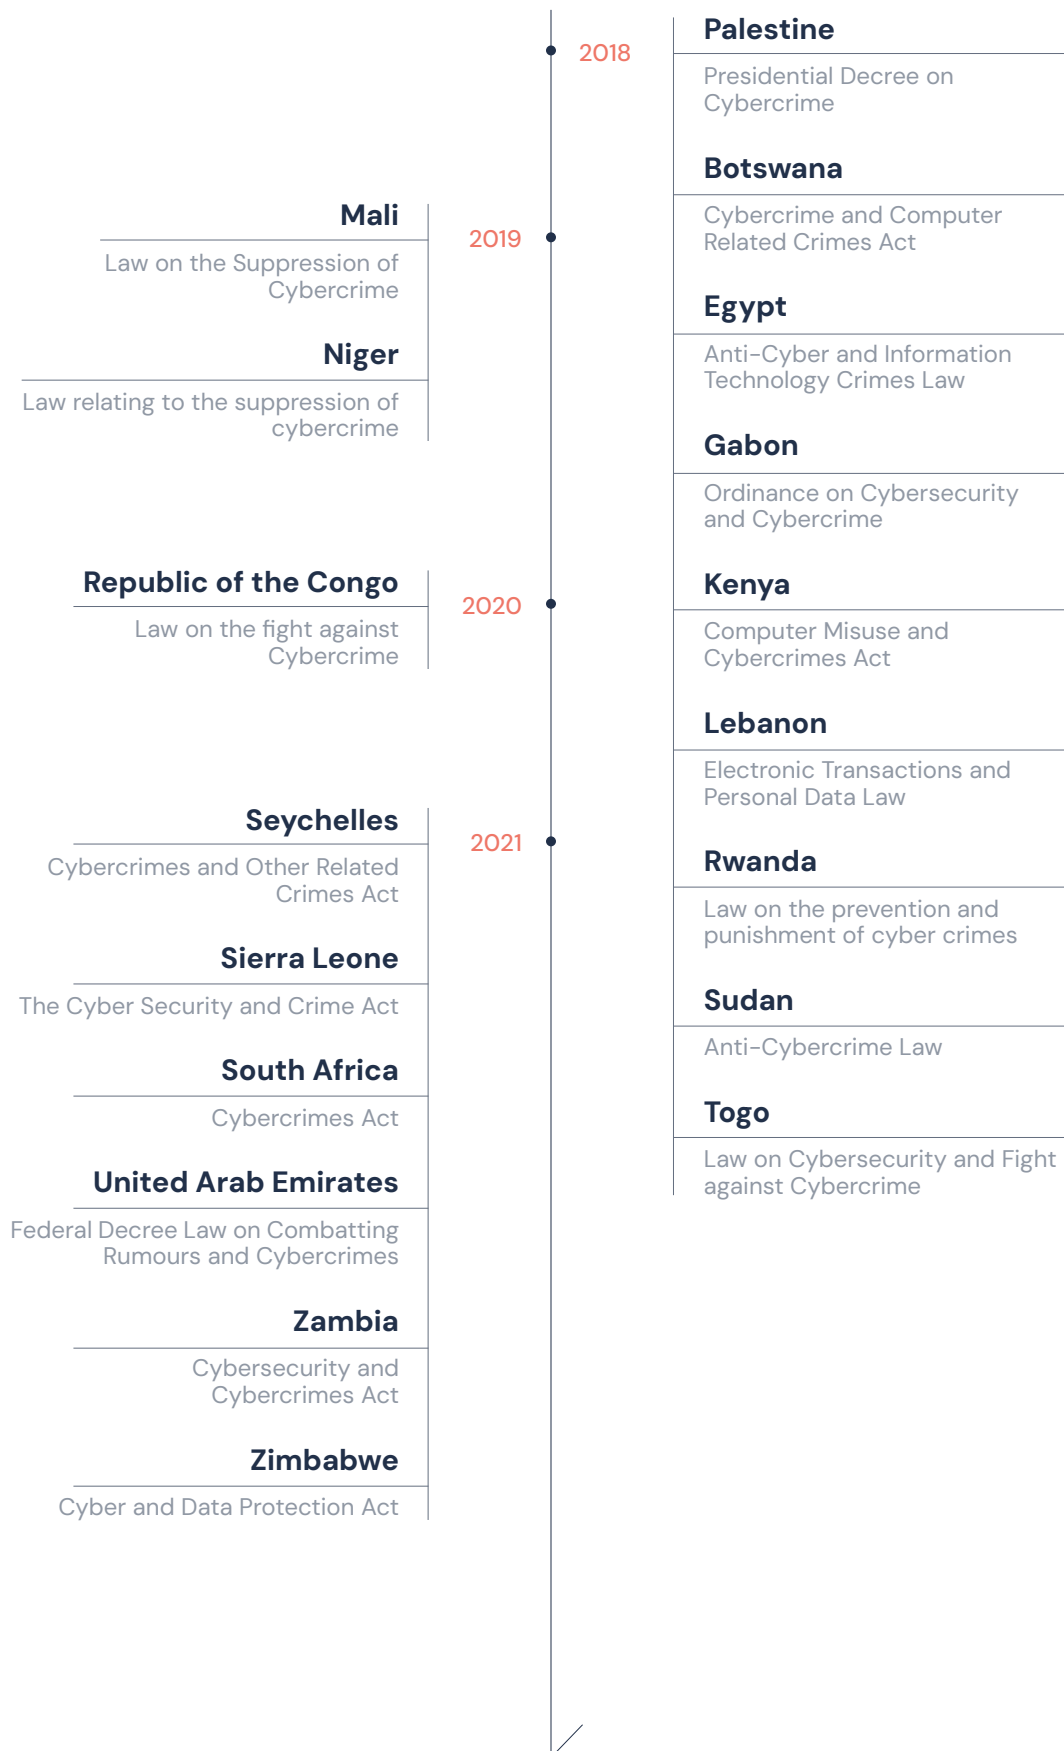 2018
Palestine
Presidential Decree on
Cybercrime
Botswana
Cybercrime and Computer
Related Crimes Act
Egypt
Anti-Cyber and Information
Technology Crimes Law
Gabon
Ordinance on Cybersecurity
and Cybercrime
Kenya
Computer Misuse and
Cybercrimes Act
Lebanon
Electronic Transactions and
Personal Data Law
Rwanda
Law on the prevention and
punishment of cyber crimes
Sudan
Anti-Cybercrime Law
Togo
Law on Cybersecurity and Fight
against Cybercrime
2019
Mali
Law on the Suppression of
Cybercrime
Niger
Law relating to the suppression of
cybercrime
2020
Republic of the Congo
Law on the fight against
Cybercrime
2021
Seychelles
Cybercrimes and Other Related
Crimes Act
Sierra Leone
The Cyber Security and Crime Act
South Africa
Cybercrimes Act
United Arab Emirates
Federal Decree Law on Combatting
Rumours and Cybercrimes
Zambia
Cybersecurity and
Cybercrimes Act
Zimbabwe
Cyber and Data Protection Act